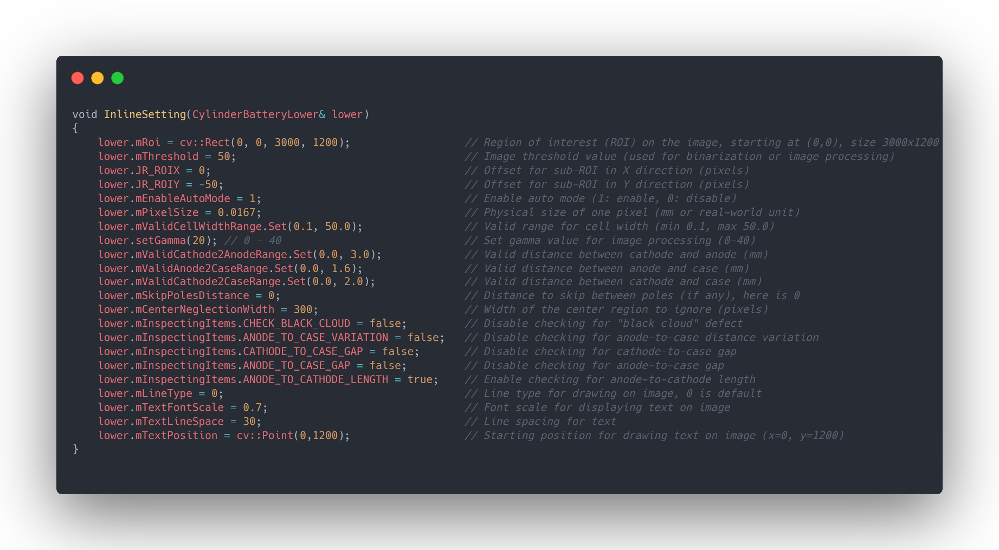 void InlineSetting(CylinderBatteryLower& lower)
{
    lower.mRoi = cv::Rect(0, 0, 3000, 1200);                  // Region of interest (ROI) on the image, starting at (0,0), size 3000x1200
    lower.mThreshold = 50;                                    // Image threshold value (used for binarization or image processing)
    lower.JR_ROIX = 0;                                        // Offset for sub-ROI in X direction (pixels)
    lower.JR_ROIY = -50;                                      // Offset for sub-ROI in Y direction (pixels)
    lower.mEnableAutoMode = 1;                                // Enable auto mode (1: enable, 0: disable)
    lower.mPixelSize = 0.0167;                                // Physical size of one pixel (mm or real-world unit)
    lower.mValidCellWidthRange.Set(0.1, 50.0);                // Valid range for cell width (min 0.1, max 50.0)
    lower.setGamma(20); // 0 - 40                             // Set gamma value for image processing (0-40)
    lower.mValidCathode2AnodeRange.Set(0.0, 3.0);             // Valid distance between cathode and anode (mm)
    lower.mValidAnode2CaseRange.Set(0.0, 1.6);                // Valid distance between anode and case (mm)
    lower.mValidCathode2CaseRange.Set(0.0, 2.0);              // Valid distance between cathode and case (mm)
    lower.mSkipPolesDistance = 0;                             // Distance to skip between poles (if any), here is 0
    lower.mCenterNeglectionWidth = 300;                       // Width of the center region to ignore (pixels)
    lower.mInspectingItems.CHECK_BLACK_CLOUD = false;         // Disable checking for "black cloud" defect
    lower.mInspectingItems.ANODE_TO_CASE_VARIATION = false;   // Disable checking for anode-to-case distance variation
    lower.mInspectingItems.CATHODE_TO_CASE_GAP = false;       // Disable checking for cathode-to-case gap
    lower.mInspectingItems.ANODE_TO_CASE_GAP = false;         // Disable checking for anode-to-case gap
    lower.mInspectingItems.ANODE_TO_CATHODE_LENGTH = true;    // Enable checking for anode-to-cathode length
    lower.mLineType = 0;                                      // Line type for drawing on image, 0 is default
    lower.mTextFontScale = 0.7;                               // Font scale for displaying text on image
    lower.mTextLineSpace = 30;                                // Line spacing for text
    lower.mTextPosition = cv::Point(0,1200);                  // Starting position for drawing text on image (x=0, y=1200)
}